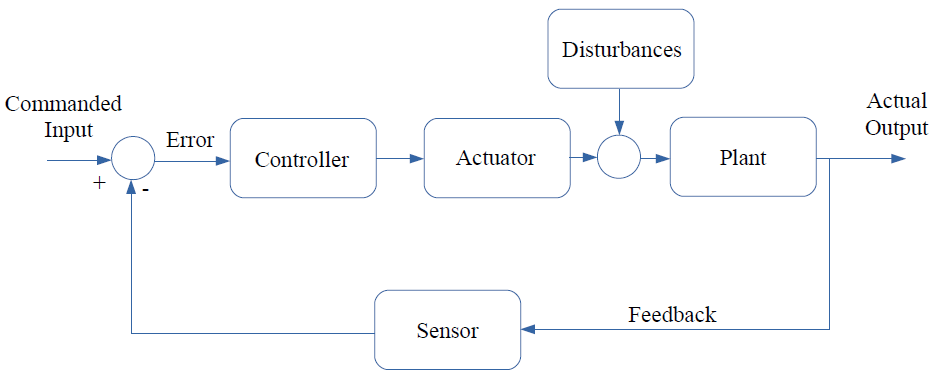 Disturbances
Commanded
Input
Actual
Output
Error
Controller
Actuator
Plant
+
-
Feedback
Sensor